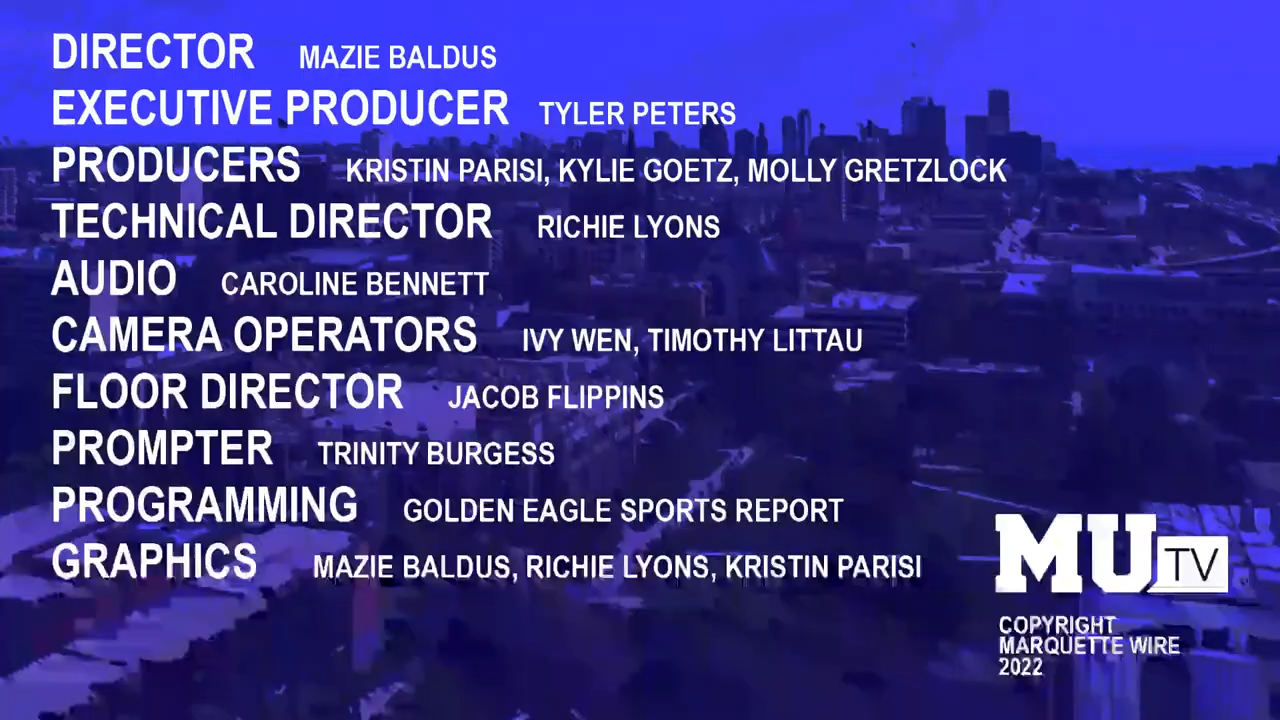 DIRECTOR MAZIE BALDUS
EXECUTIVE PRODUCER TYLER PETERS
PRODUCERS KRISTIN PARISI, KYLIE GOETZ, MOLLY GRETZLOCK
TECHNICAL DIRECTOR RICHIE LYONS
AUDIO CAROLINE BENNETT
CAMERA OPERATORS IVY WEN, TIMOTHY LITTAU
FLOOR DIRECTOR JACOB FLIPPINS
PROMPTER TRINITY BURGESS
PROGRAMMING GOLDEN EAGLE SPORTS REPORT
GRAPHICS MAZIE BALDUS, RICHIE LYONS, KRISTIN PARISI
MU TV
COPYRIGHT
MARQUETTE WIRE
2022